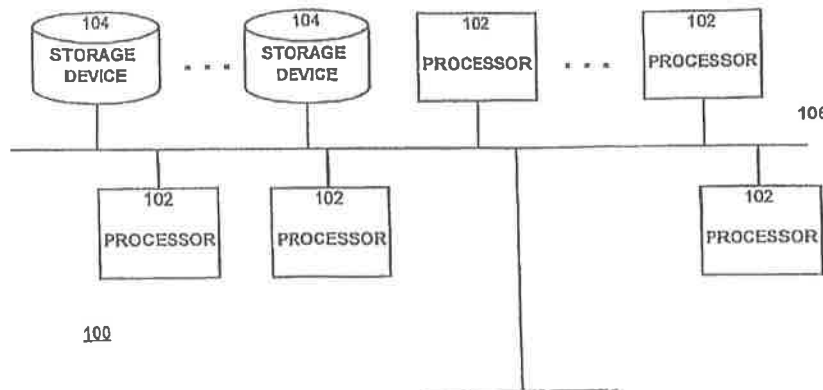 104
STORAGE
DEVICE
. . .
104
STORAGE
DEVICE
102
PROCESSOR
. . .
102
PROCESSOR
106
102
PROCESSOR
102
PROCESSOR
102
PROCESSOR
100